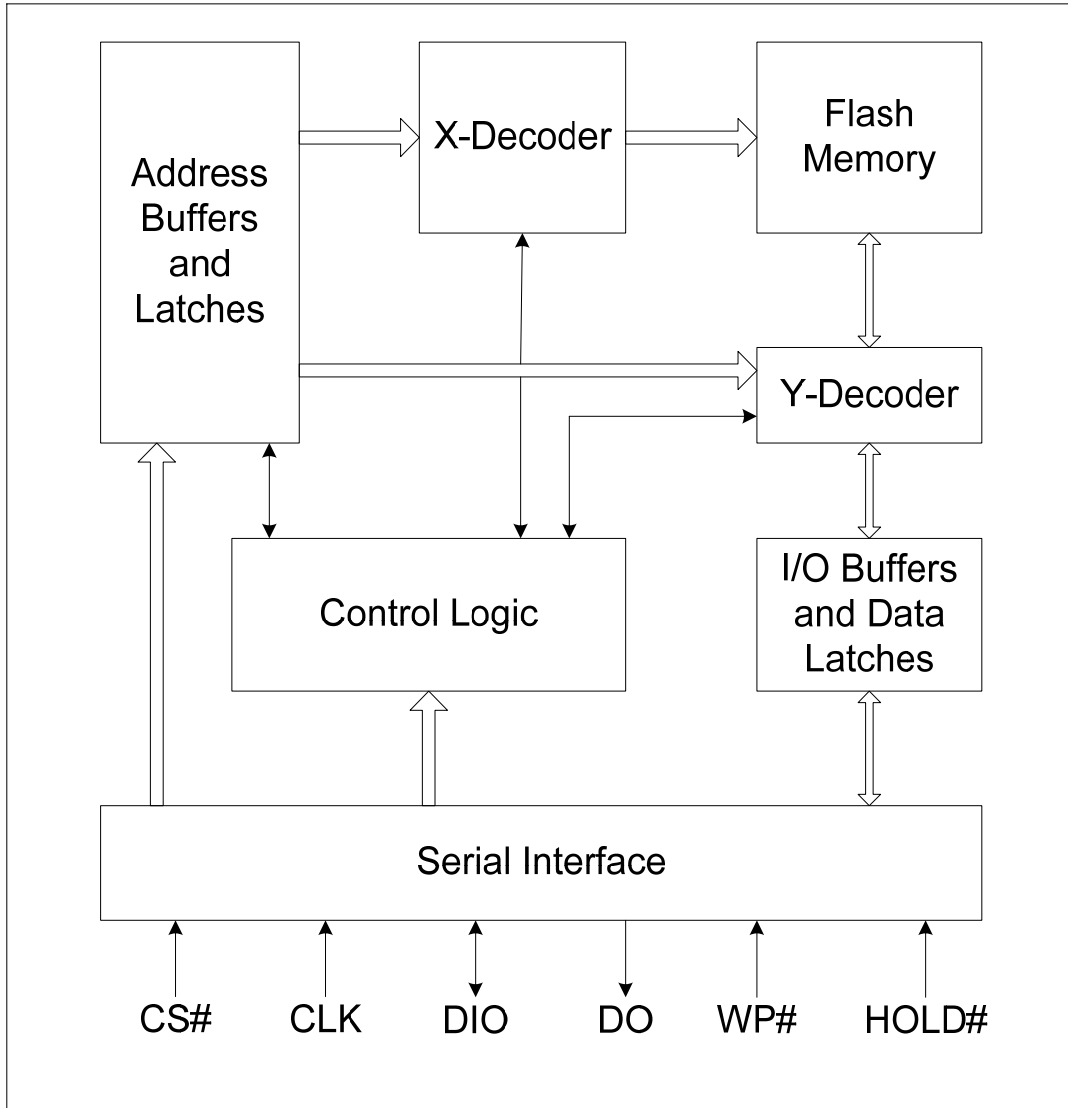 Address
Buffers
and
Latches
X-Decoder
Flash
Memory
Y-Decoder
Control Logic
I/O Buffers
and Data
Latches
Serial Interface
CS#
CLK
DIO
DO
WP#
HOLD#